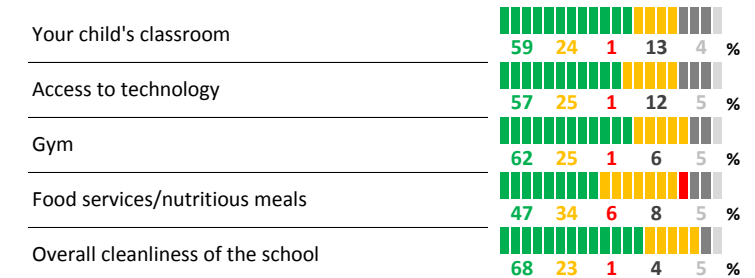 Your child's classroom
59 24 1 13 4 %
Access to technology
57 25 1 12 5 %
Gym
62 25 1 6 5 %
Food services/nutritious meals
47 34 6 8 5 %
Overall cleanliness of the school
68 23 1 4 5 %